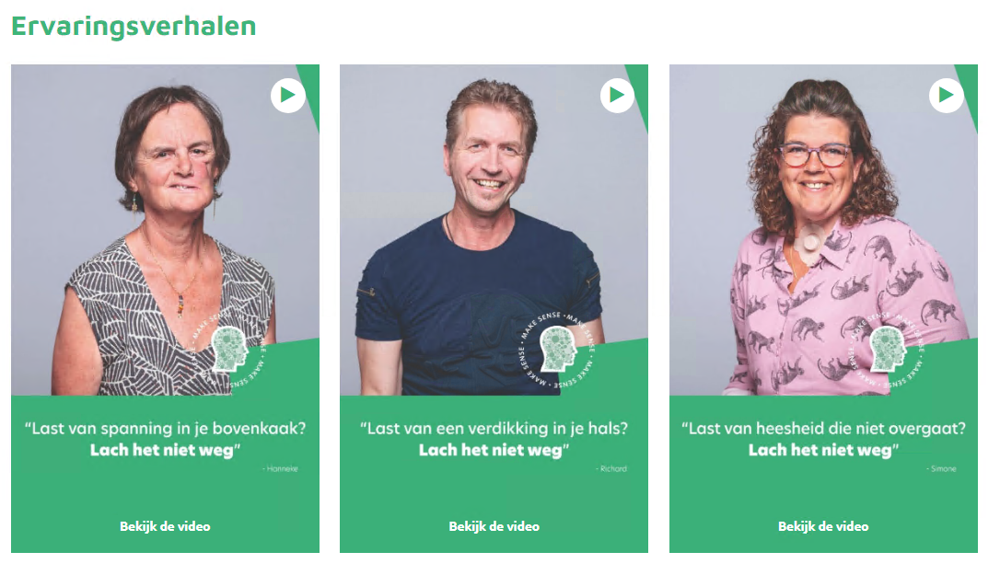 Ervaringsverhalen
• MAKE SENSE • MAKE SENSE • MAKE SENSE
“Last van spanning in je bovenkaak?
Lach het niet weg”
- Hanneke
Bekijk de video
• MAKE SENSE • MAKE SENSE • MAKE SENSE
“Last van een verdikking in je hals?
Lach het niet weg”
- Richard
Bekijk de video
• MAKE SENSE • MAKE SENSE • MAKE SENSE
“Last van heesheid die niet overgaat?
Lach het niet weg”
- Simone
Bekijk de video